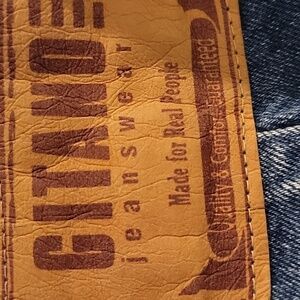 GITANO
jeanswear
Made for Real People
Quality & Comfort Guaranteed